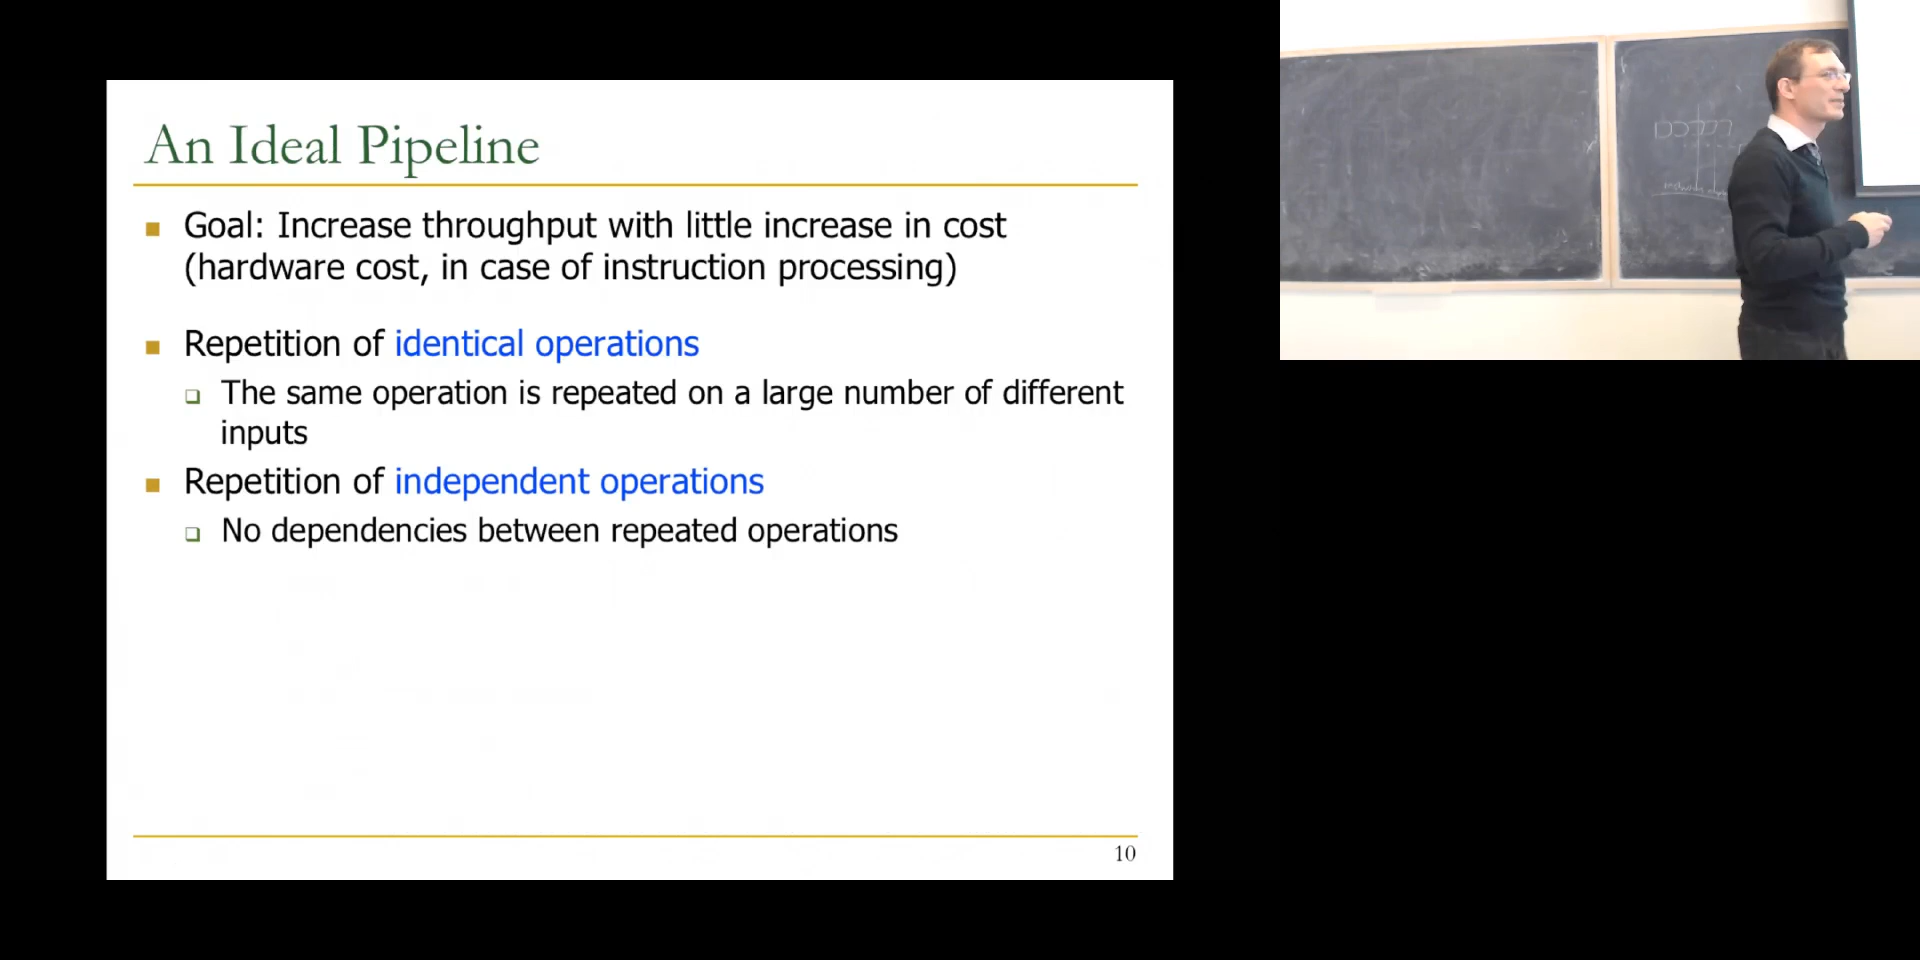 An Ideal Pipeline
Goal: Increase throughput with little increase in cost
(hardware cost, in case of instruction processing)
Repetition of identical operations
The same operation is repeated on a large number of different
inputs
Repetition of independent operations
No dependencies between repeated operations
10